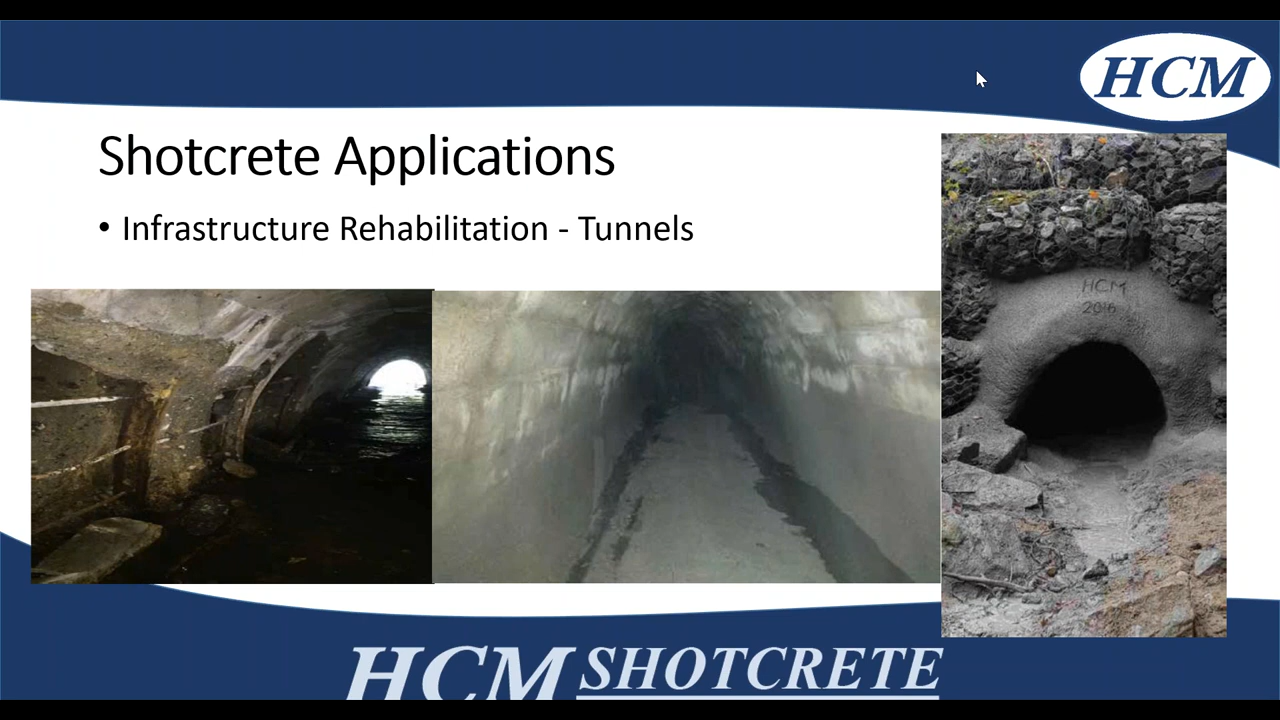 HCM
Shotcrete Applications
• Infrastructure Rehabilitation - Tunnels
HCM
2016
HCM SHOTCRETE